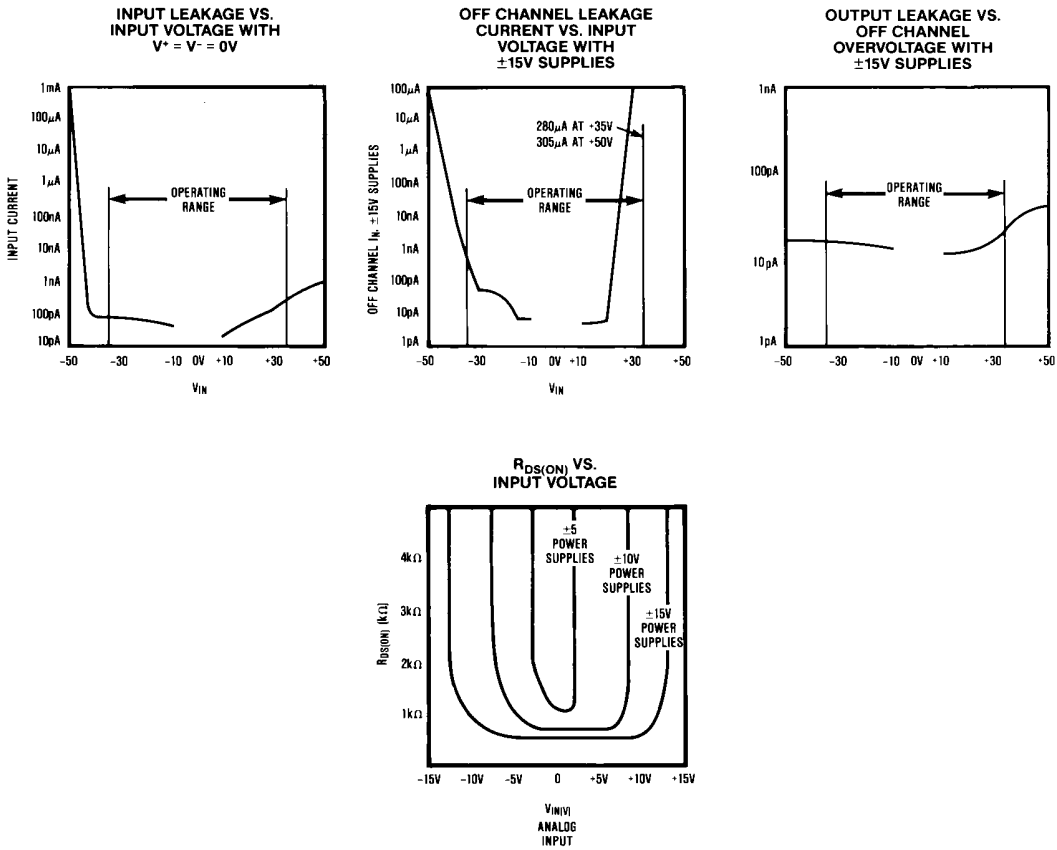 INPUT LEAKAGE VS.
INPUT VOLTAGE WITH
V⁺ = V⁻ = 0V
1mA
100µA
10µA
1µA
100nA
10nA
1nA
100pA
10pA
INPUT CURRENT
OPERATING
RANGE
-50 -30 -10 0V +10 +30 +50
VIN
OFF CHANNEL LEAKAGE
CURRENT VS. INPUT
VOLTAGE WITH
±15V SUPPLIES
100µA
10µA
1µA
100nA
10nA
1nA
100pA
10pA
1pA
OFF CHANNEL IN, ±15V SUPPLIES
280µA AT +35V
305µA AT +50V
OPERATING
RANGE
-50 -30 -10 0V +10 +30 +50
VIN
OUTPUT LEAKAGE VS.
OFF CHANNEL
OVERVOLTAGE WITH
±15V SUPPLIES
1nA
100pA
10pA
1pA
OPERATING
RANGE
-50 -30 -10 0V +10 +30 +50
RDS(ON) VS.
INPUT VOLTAGE
4kΩ
3kΩ
2kΩ
1kΩ
RDS(ON) (kΩ)
±5
POWER
SUPPLIES
±10V
POWER
SUPPLIES
±15V
POWER
SUPPLIES
-15V -10V -5V 0 +5V +10V +15V
VIN(V)
ANALOG
INPUT